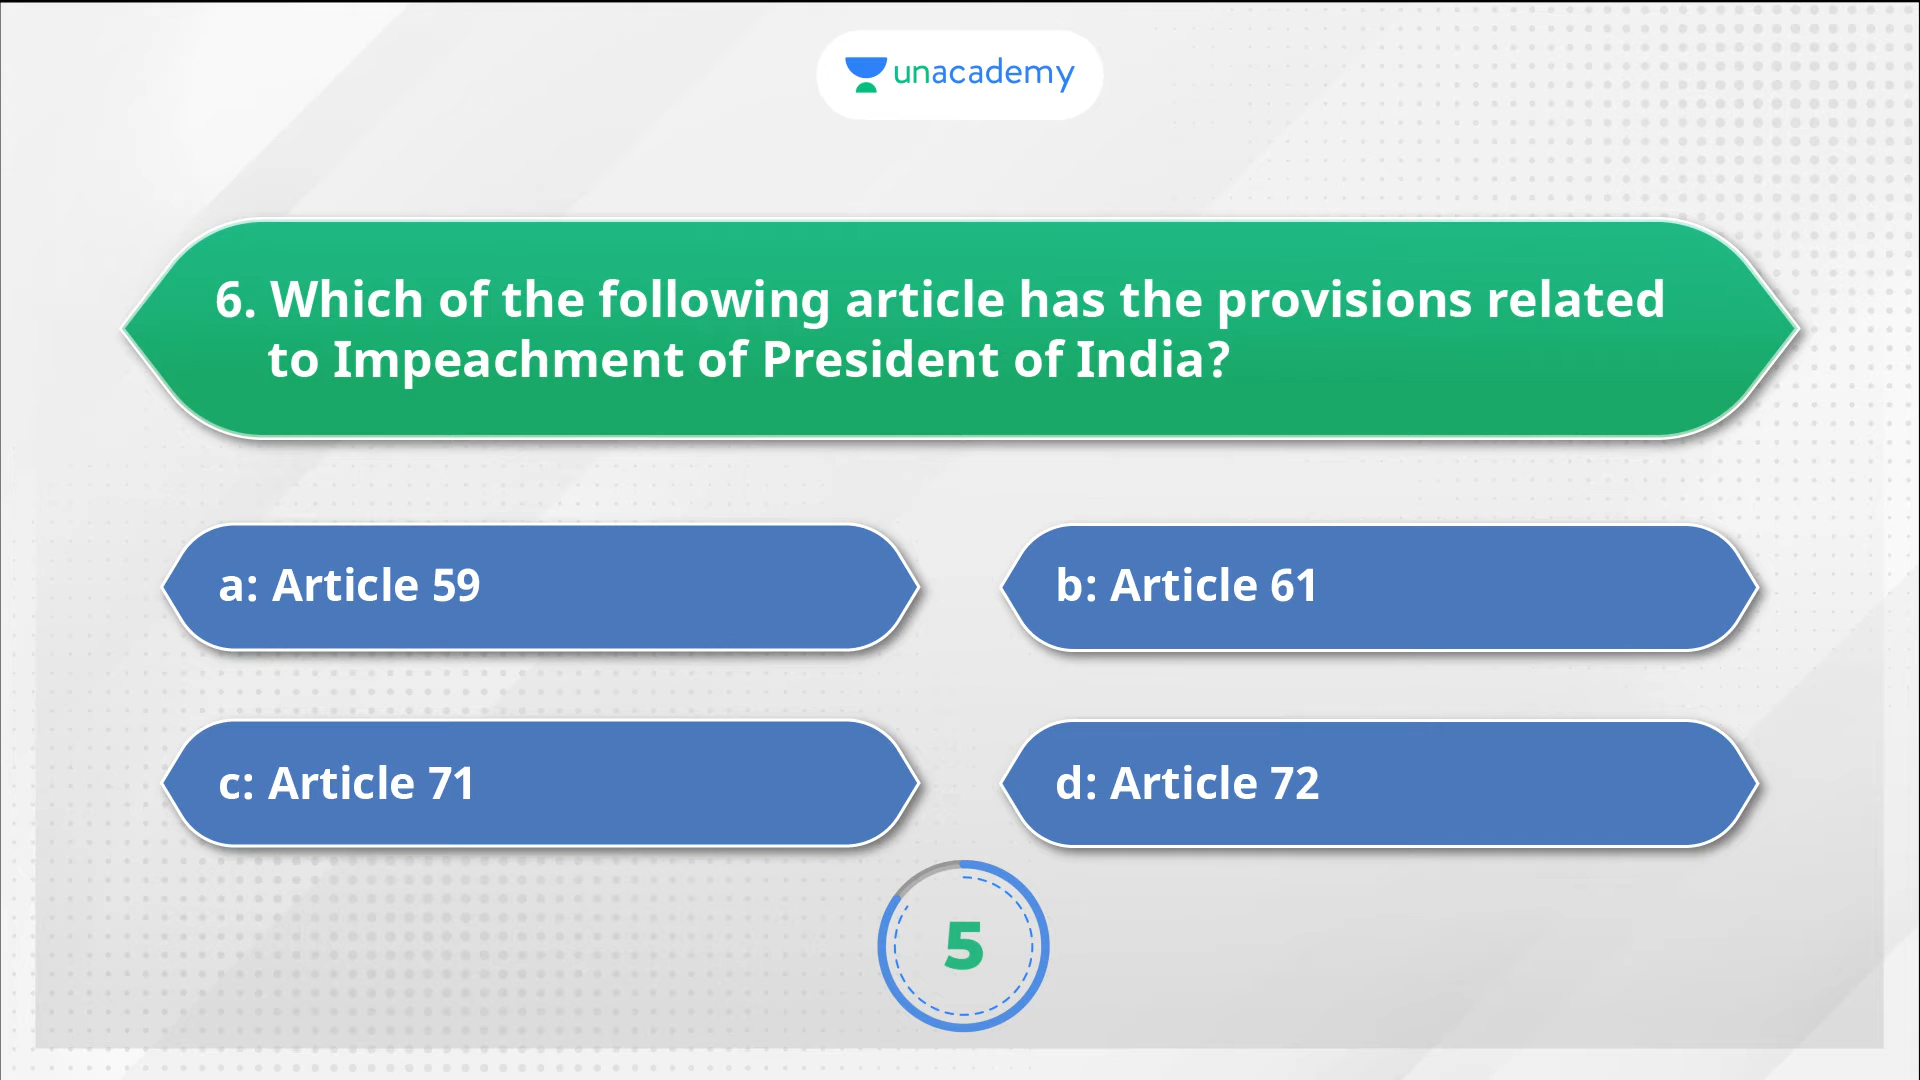 unacademy
6. Which of the following article has the provisions related
to Impeachment of President of India?
a: Article 59
b: Article 61
c: Article 71
d: Article 72
5